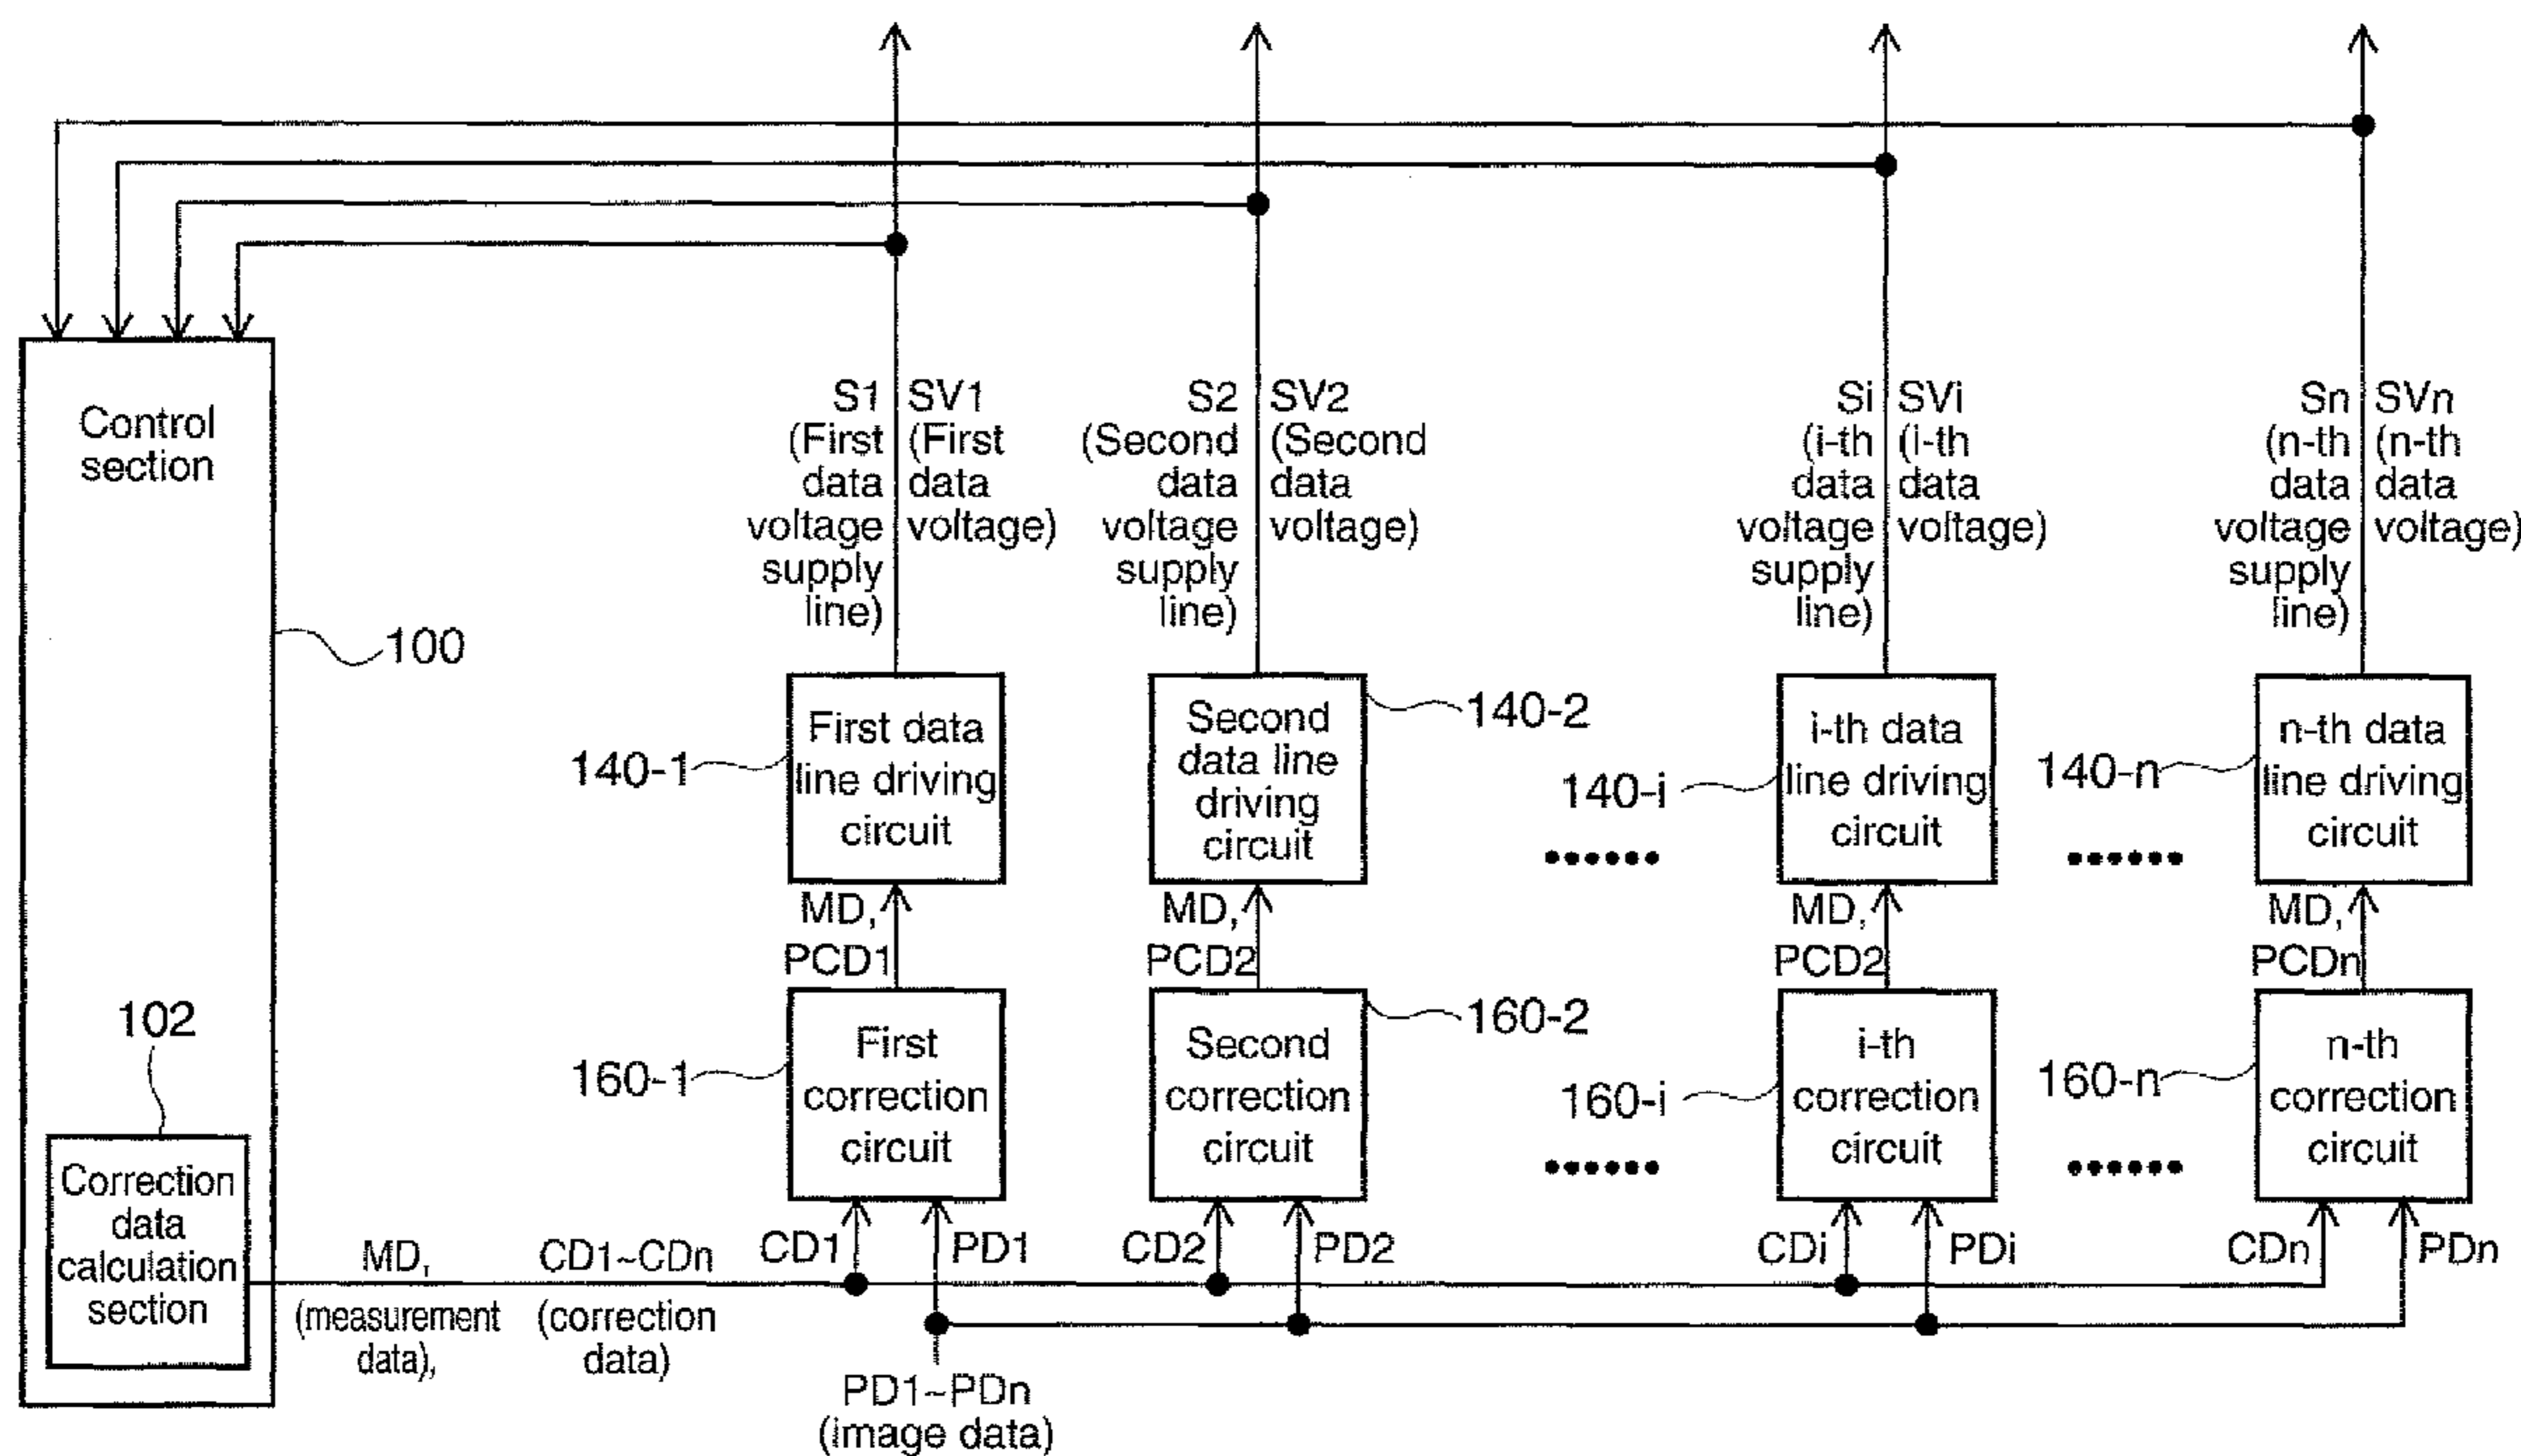 Control
section
100
102
Correction
data
calculation
section
MD,
(measurement
data),
CD1~CDn
(correction
data)
S1
(First
data
voltage
supply
line)
SV1
(First
data
voltage)
S2
(Second
data
voltage
supply
line)
SV2
(Second
data
voltage)
Si
(i-th
data
voltage
supply
line)
SVi
(i-th
data
voltage)
Sn
(n-th
data
voltage
supply
line)
SVn
(n-th
data
voltage)
140-1
First data
line driving
circuit
140-2
Second
data line
driving
circuit
140-i
i-th data
line driving
circuit
••••••
140-n
n-th data
line driving
circuit
••••••
MD,
PCD1
MD,
PCD2
MD,
PCD2
MD,
PCDn
160-1
First
correction
circuit
160-2
Second
correction
circuit
160-i
i-th
correction
circuit
••••••
160-n
n-th
correction
circuit
••••••
CD1
PD1
CD2
PD2
CDi
PDi
CDn
PDn
PD1~PDn
(image data)